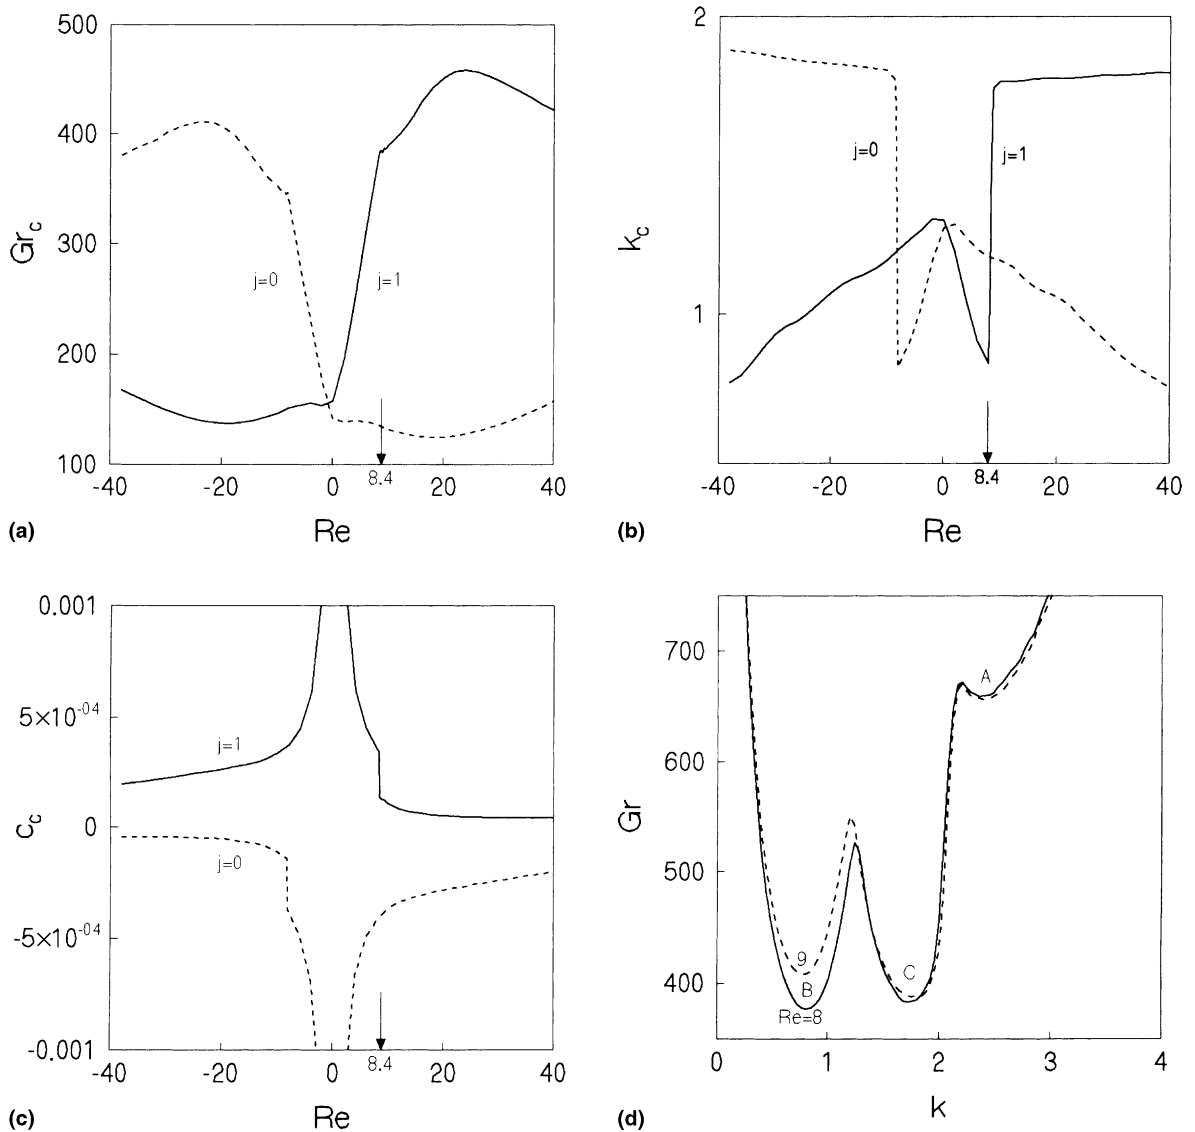 500
400
300
200
100
Gr_c
j=0
j=1
-40
-20
0
8.4
20
40
Re
(a)
2
1
k_c
j=0
j=1
-40
-20
0
8.4
20
40
Re
(b)
0.001
5×10^-04
0
-5×10^-04
-0.001
c_c
j=1
j=0
-40
-20
0
8.4
20
40
Re
(c)
700
600
500
400
Gr
A
9
B
C
Re=8
0
1
2
3
4
k
(d)